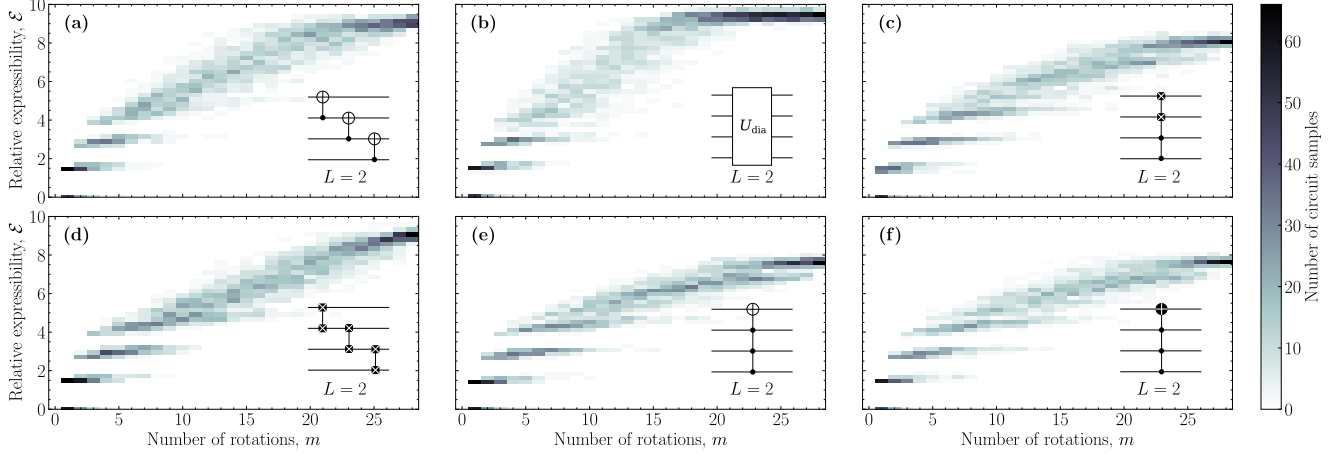 Relative expressibility, ℰ
10
8
6
4
2
0
(a)
L = 2
(b)
U_dia
L = 2
(c)
L = 2
Relative expressibility, ℰ
10
8
6
4
2
0
(d)
L = 2
5
10
15
20
25
Number of rotations, m
(e)
L = 2
5
10
15
20
25
Number of rotations, m
(f)
L = 2
5
10
15
20
25
Number of rotations, m
60
50
40
30
20
10
0
Number of circuit samples